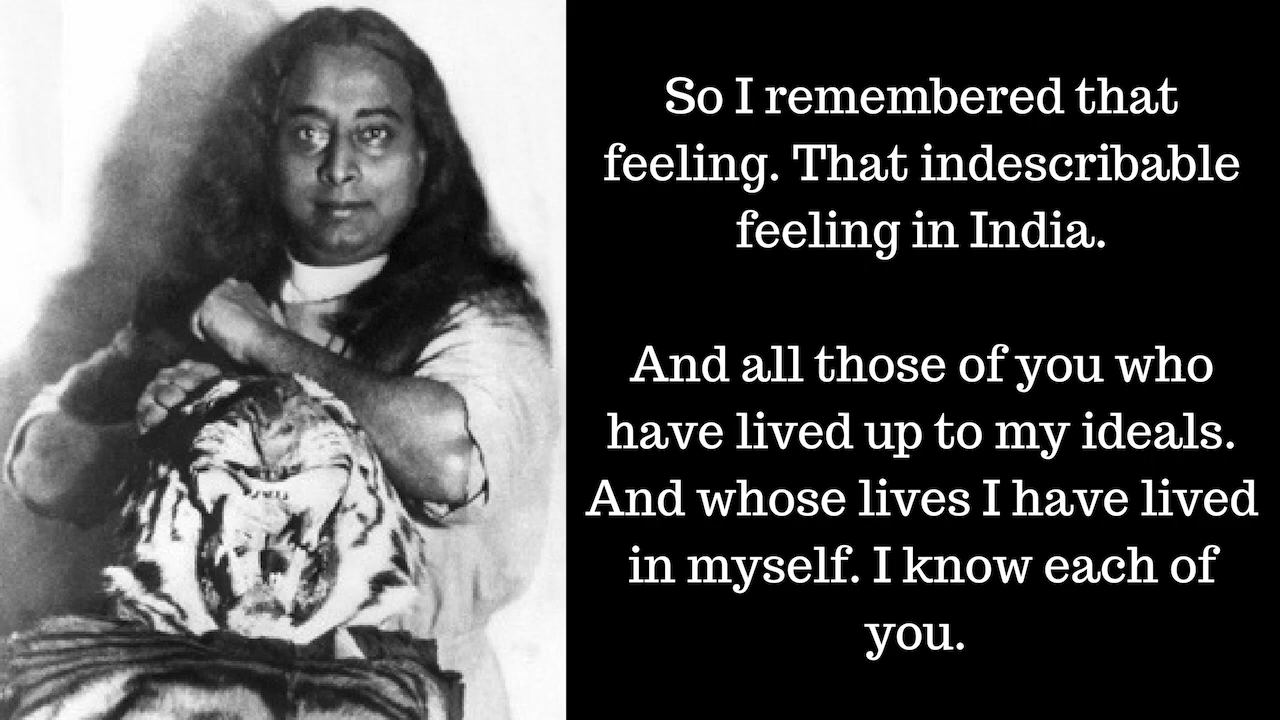 So I remembered that
feeling. That indescribable
feeling in India.
And all those of you who
have lived up to my ideals.
And whose lives I have lived
in myself. I know each of
you.